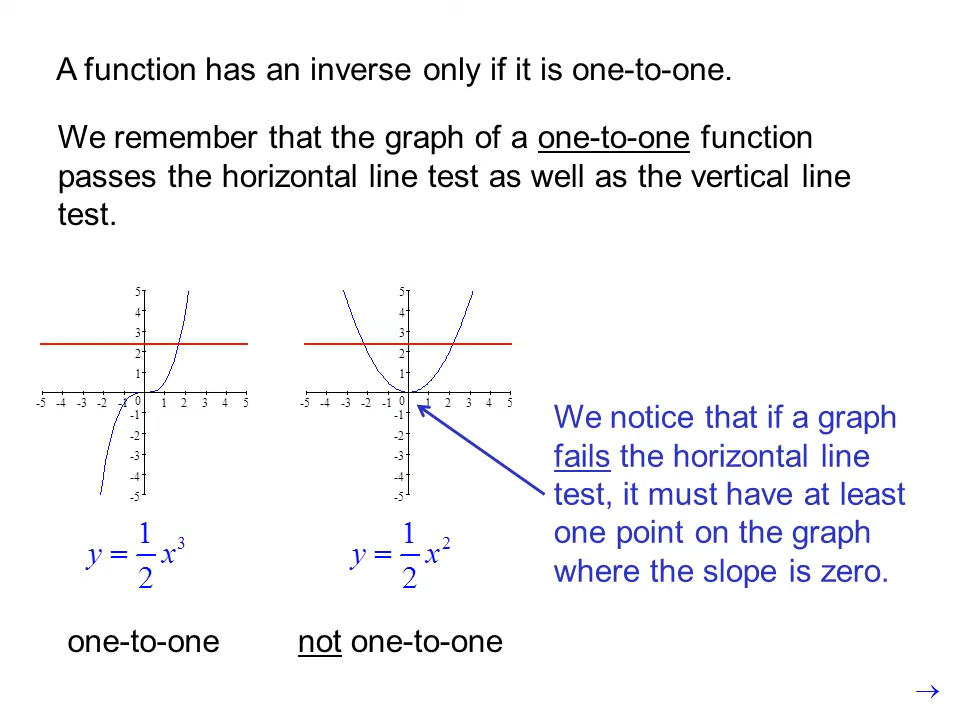 A function has an inverse only if it is one-to-one.
We remember that the graph of a one-to-one function
passes the horizontal line test as well as the vertical line
test.
5
4
3
2
1
0
-1
-2
-3
-4
-5
-5 -4 -3 -2 -1 1 2 3 4 5
y = 1/2 x³
one-to-one
5
4
3
2
1
0
-1
-2
-3
-4
-5
-5 -4 -3 -2 -1 1 2 3 4 5
y = 1/2 x²
not one-to-one
We notice that if a graph
fails the horizontal line
test, it must have at least
one point on the graph
where the slope is zero.
→